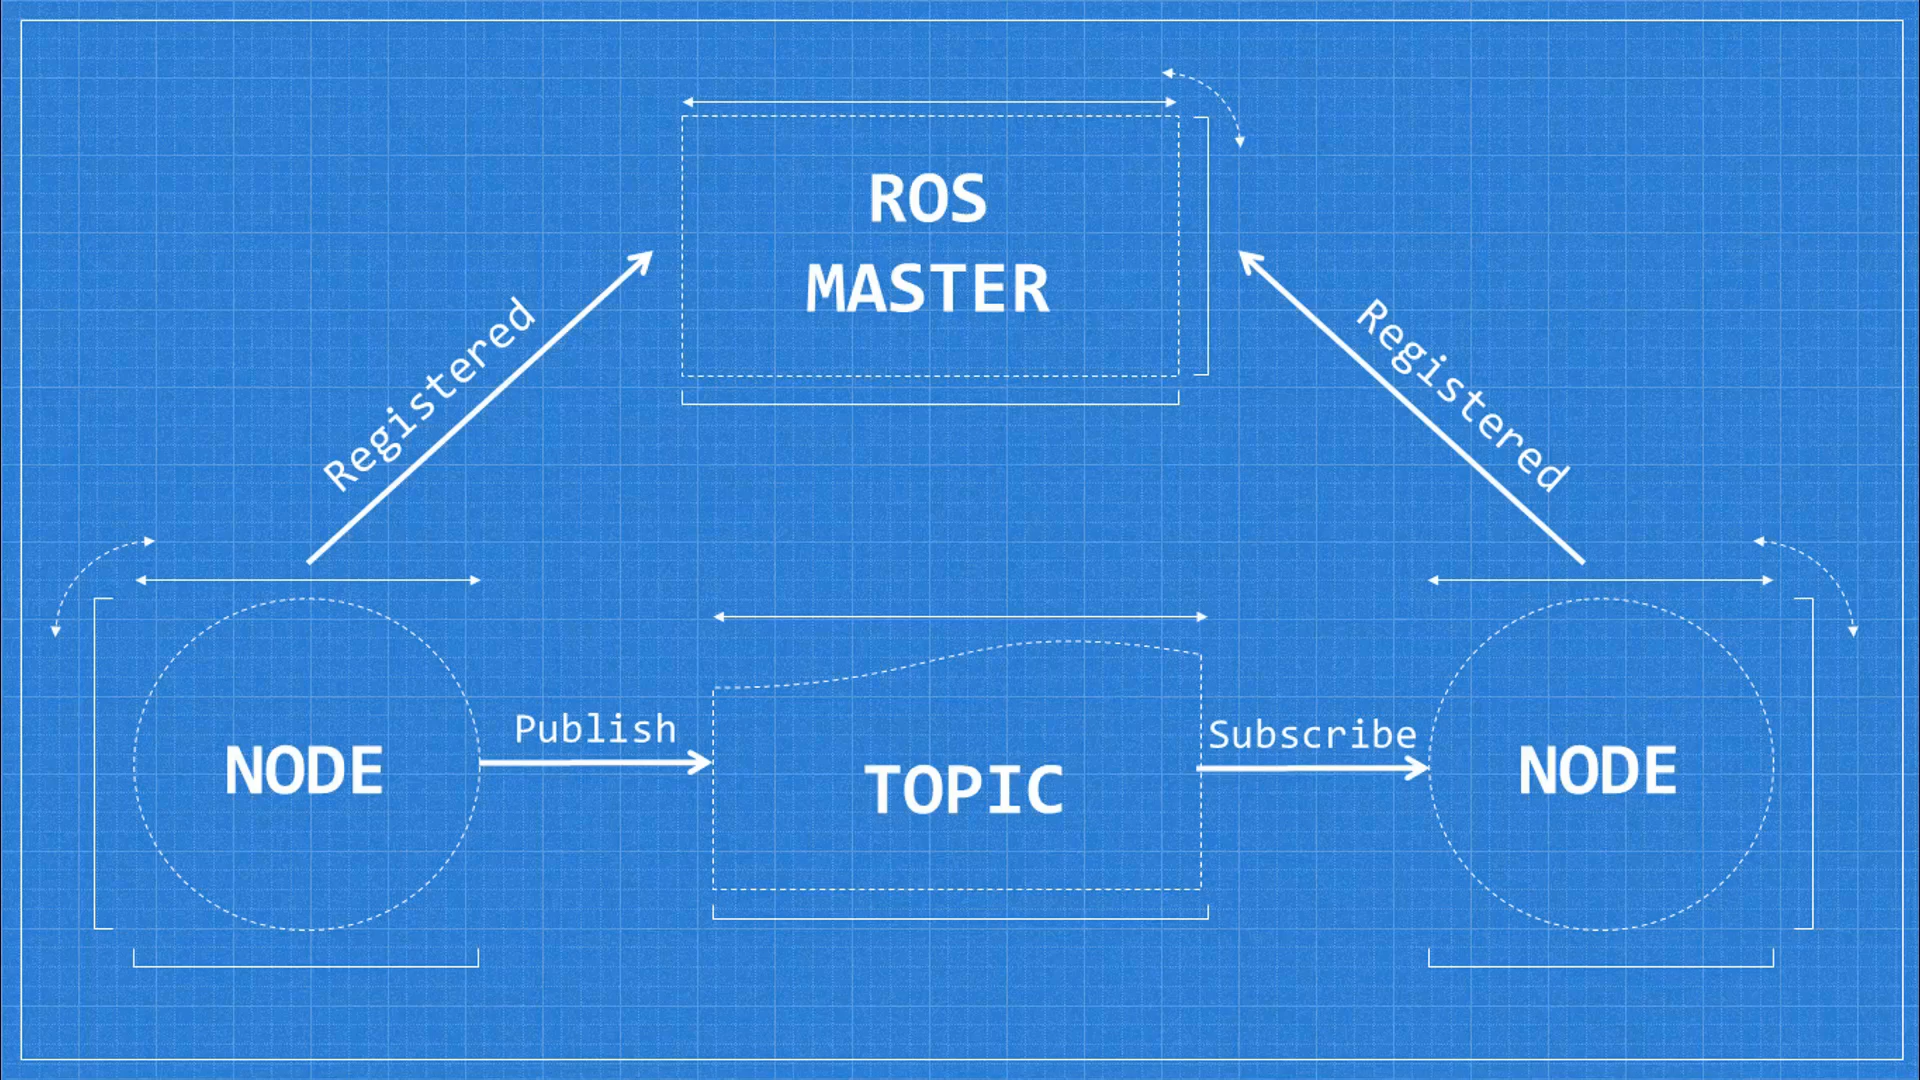 ROS
MASTER
Registered
Registered
Publish
Subscribe
NODE
TOPIC
NODE